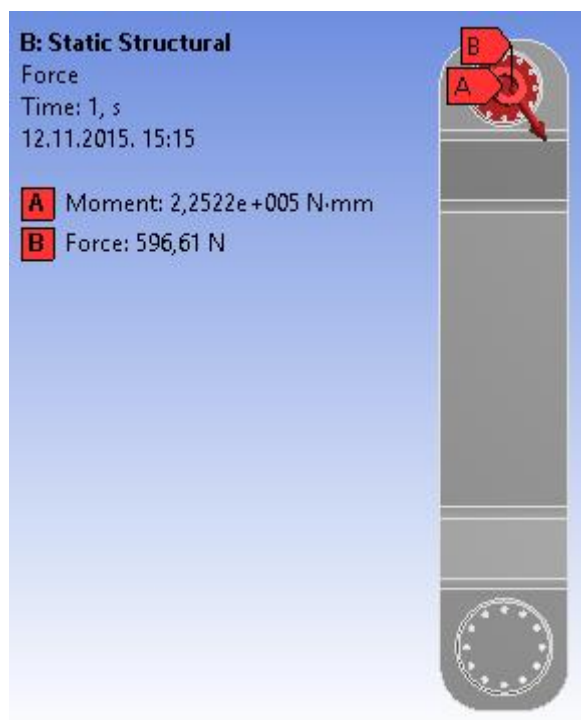 B: Static Structural
Force
Time: 1, s
12.11.2015. 15:15
A Moment: 2,2522e+005 N·mm
B Force: 596,61 N
B
A